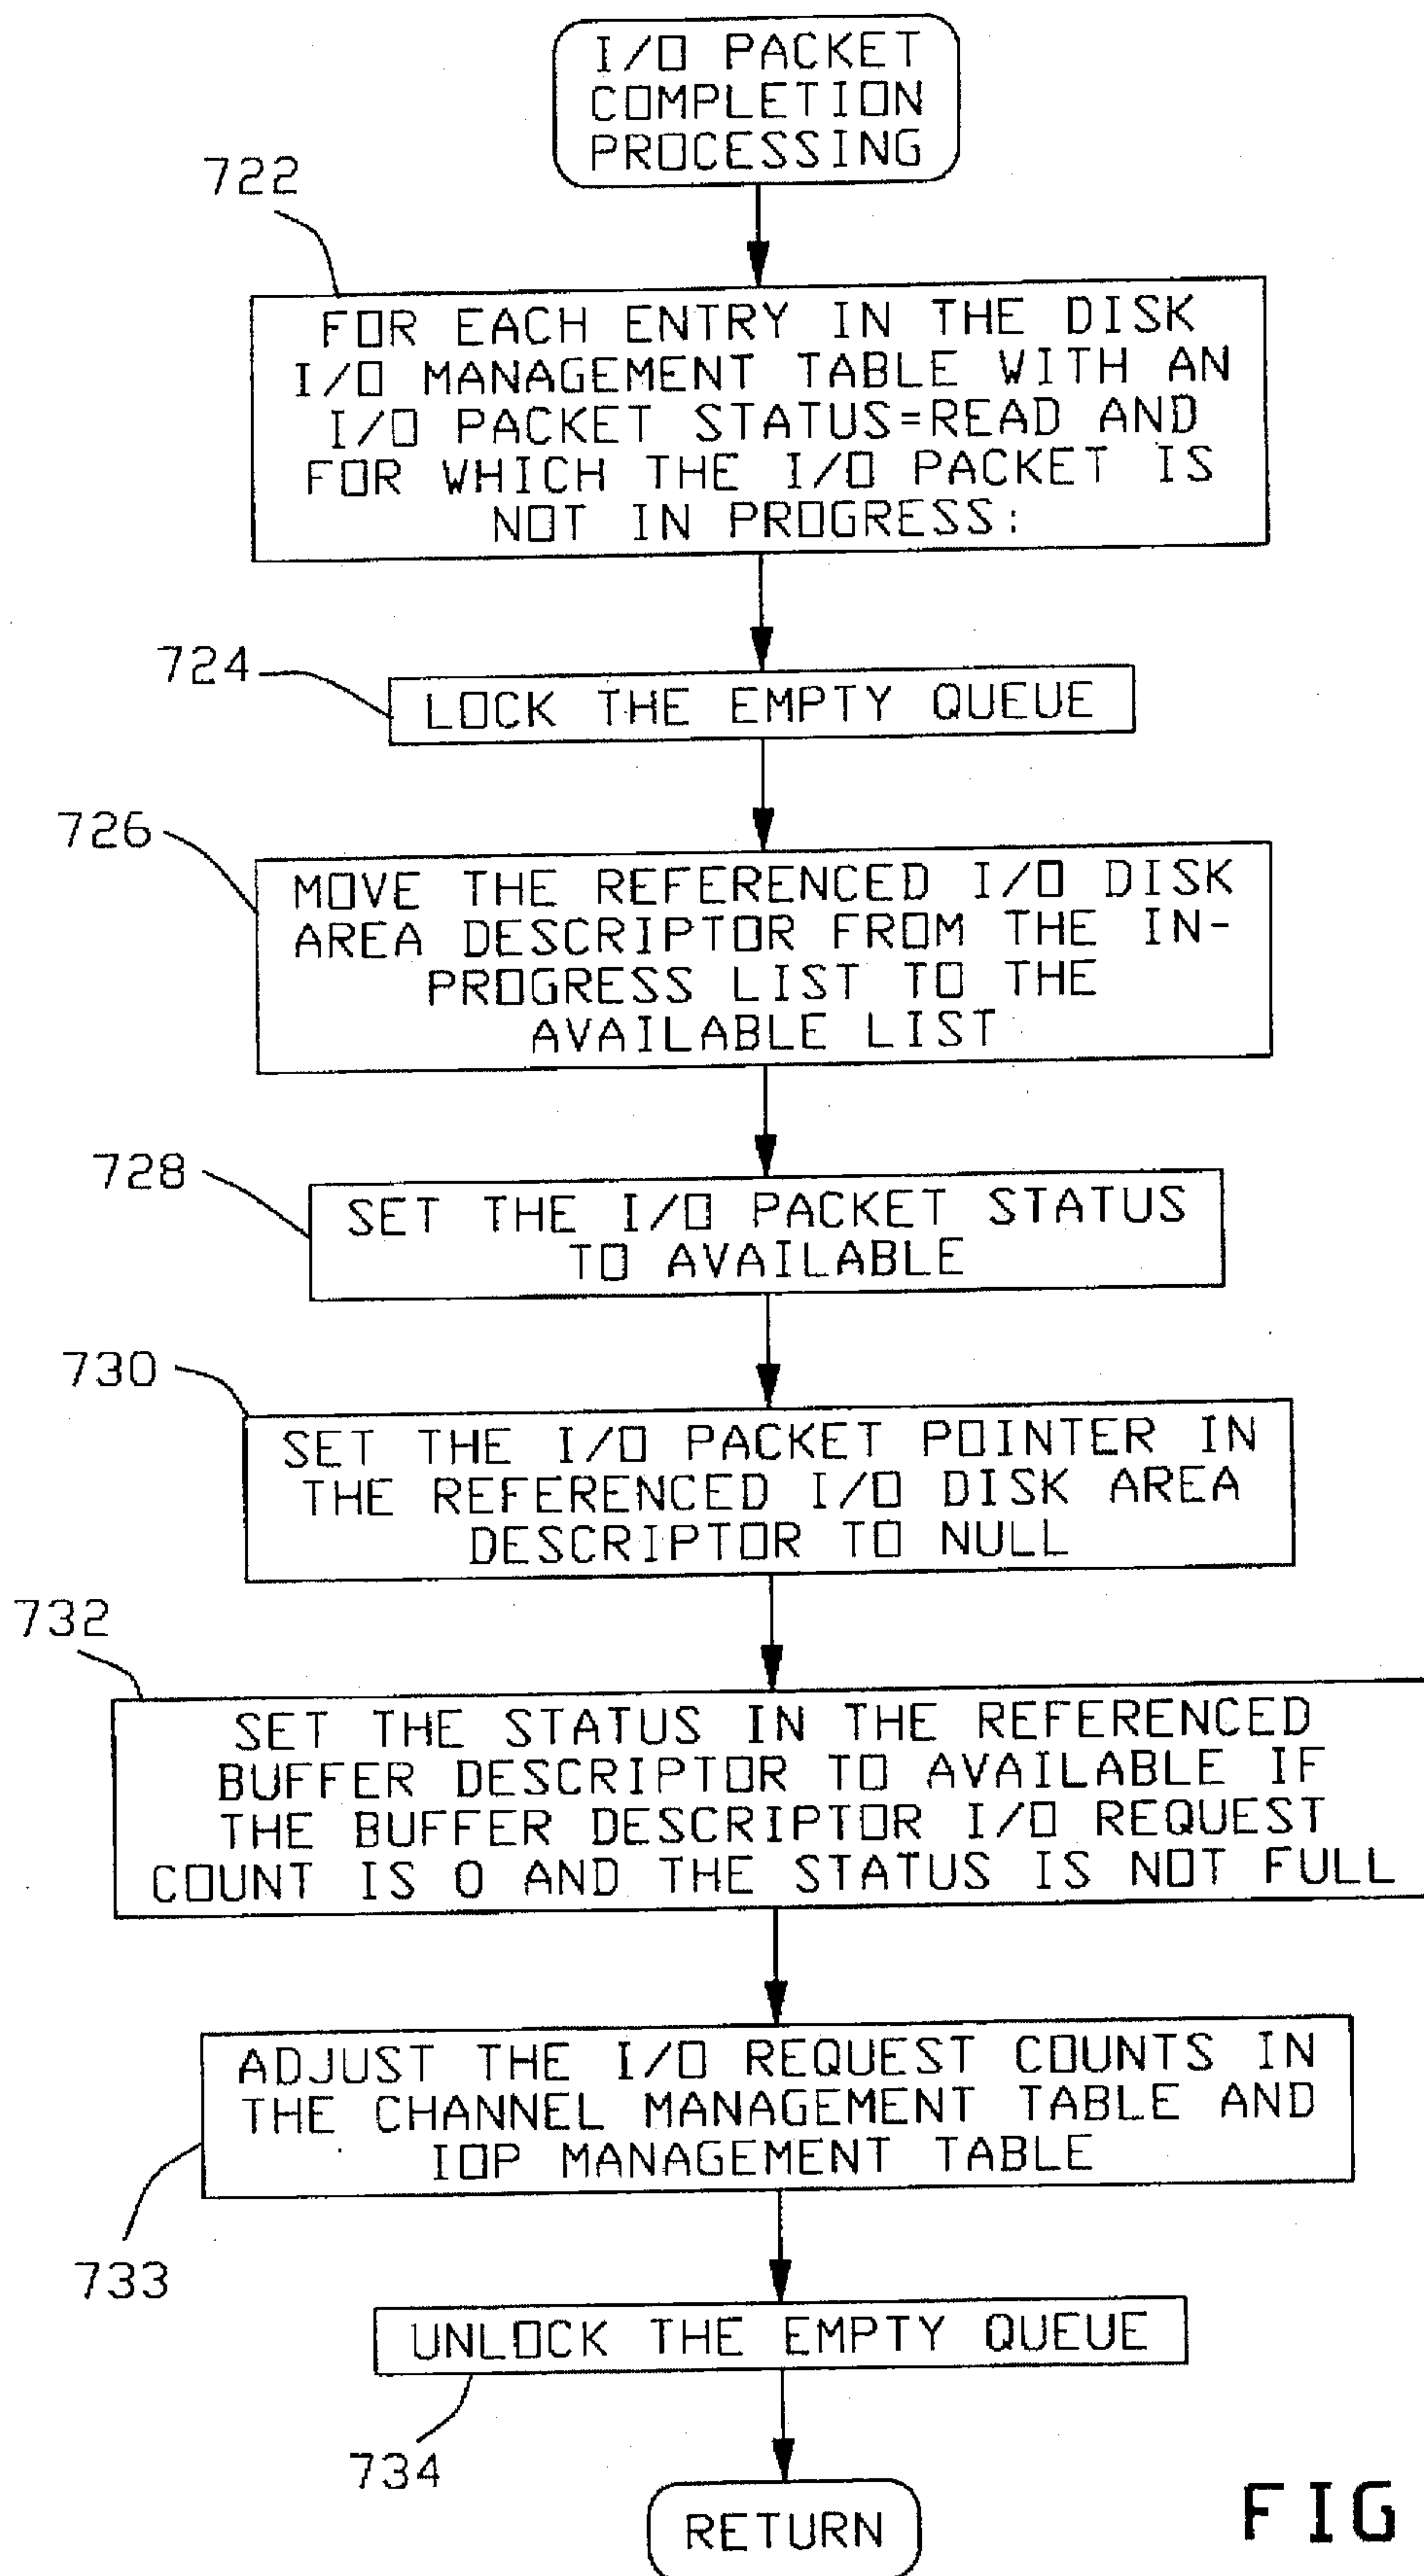 I/O PACKET
COMPLETION
PROCESSING
722
FOR EACH ENTRY IN THE DISK
I/O MANAGEMENT TABLE WITH AN
I/O PACKET STATUS=READ AND
FOR WHICH THE I/O PACKET IS
NOT IN PROGRESS:
724
LOCK THE EMPTY QUEUE
726
MOVE THE REFERENCED I/O DISK
AREA DESCRIPTOR FROM THE IN-
PROGRESS LIST TO THE
AVAILABLE LIST
728
SET THE I/O PACKET STATUS
TO AVAILABLE
730
SET THE I/O PACKET POINTER IN
THE REFERENCED I/O DISK AREA
DESCRIPTOR TO NULL
732
SET THE STATUS IN THE REFERENCED
BUFFER DESCRIPTOR TO AVAILABLE IF
THE BUFFER DESCRIPTOR I/O REQUEST
COUNT IS 0 AND THE STATUS IS NOT FULL
ADJUST THE I/O REQUEST COUNTS IN
THE CHANNEL MANAGEMENT TABLE AND
IOP MANAGEMENT TABLE
733
UNLOCK THE EMPTY QUEUE
734
RETURN
FIG